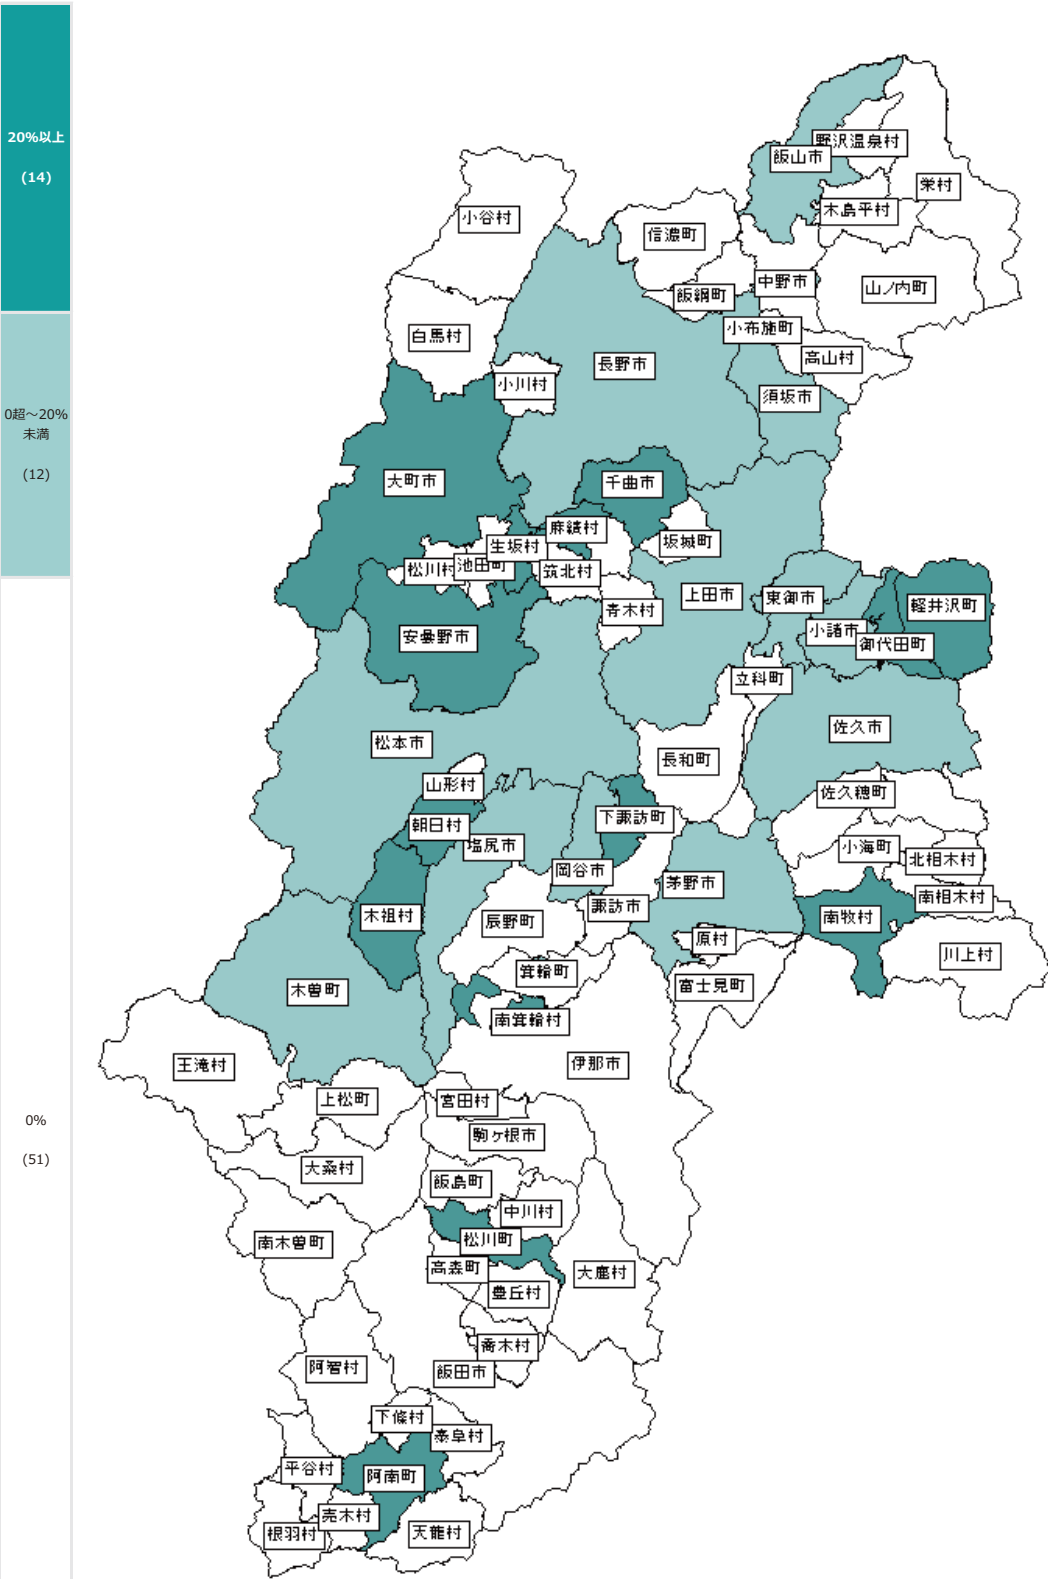 20%以上
(14)
0超～20%
未満
(12)
0%
(51)
野沢温泉村
飯山市
栄村
木島平村
小谷村
信濃町
中野市
山ノ内町
飯綱町
小布施町
白馬村
高山村
長野市
小川村
須坂市
大町市
千曲市
麻績村
坂城町
生坂村
松川村
池田町
筑北村
上田市
東御市
軽井沢町
青木村
小諸市
安曇野市
御代田町
立科町
佐久市
松本市
長和町
山形村
佐久穂町
下諏訪町
朝日村
塩尻市
小海町
北相木村
岡谷市
茅野市
南相木村
諏訪市
木祖村
辰野町
南牧村
原村
川上村
箕輪町
富士見町
木曽町
南箕輪村
王滝村
伊那市
上松町
宮田村
駒ヶ根市
大桑村
飯島町
中川村
南木曽町
松川町
高森町
大鹿村
豊丘村
喬木村
阿智村
飯田市
下條村
泰阜村
平谷村
阿南町
売木村
根羽村
天龍村